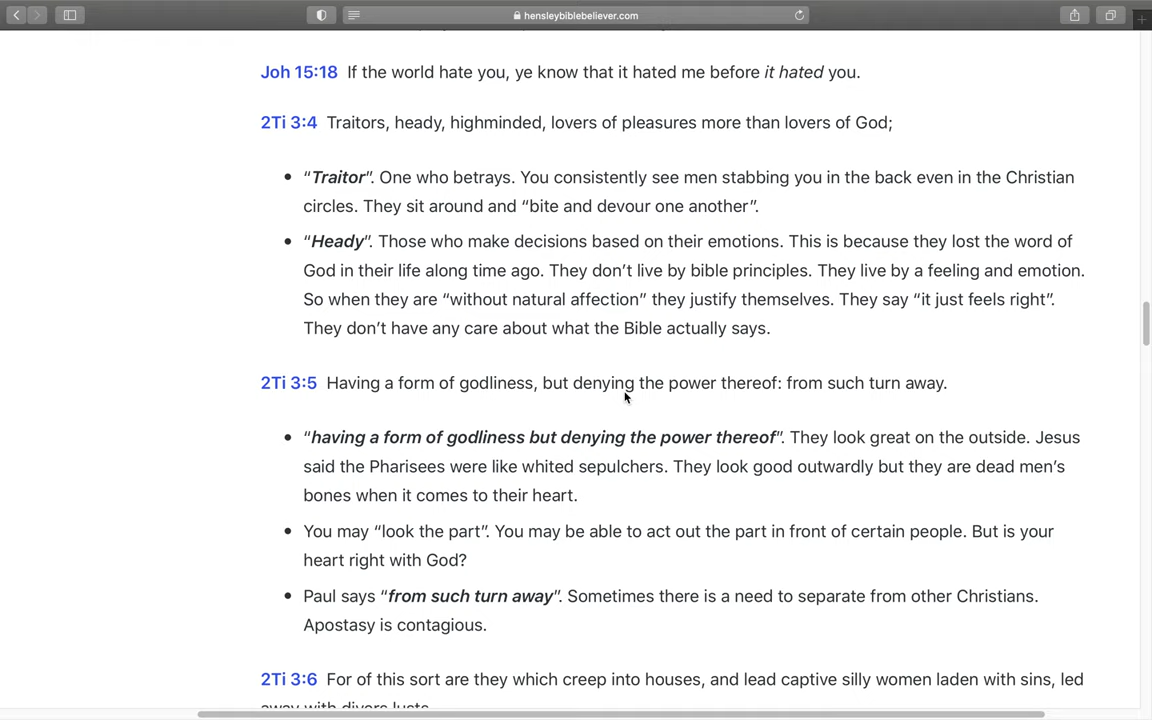 hensleybiblebeliever.com
Joh 15:18 If the world hate you, ye know that it hated me before it hated you.
2Ti 3:4 Traitors, heady, highminded, lovers of pleasures more than lovers of God;
• “Traitor”. One who betrays. You consistently see men stabbing you in the back even in the Christian
circles. They sit around and “bite and devour one another”.
• “Heady”. Those who make decisions based on their emotions. This is because they lost the word of
God in their life along time ago. They don’t live by bible principles. They live by a feeling and emotion.
So when they are “without natural affection” they justify themselves. They say “it just feels right”.
They don’t have any care about what the Bible actually says.
2Ti 3:5 Having a form of godliness, but denying the power thereof: from such turn away.
• “having a form of godliness but denying the power thereof”. They look great on the outside. Jesus
said the Pharisees were like whited sepulchers. They look good outwardly but they are dead men’s
bones when it comes to their heart.
• You may “look the part”. You may be able to act out the part in front of certain people. But is your
heart right with God?
• Paul says “from such turn away”. Sometimes there is a need to separate from other Christians.
Apostasy is contagious.
2Ti 3:6 For of this sort are they which creep into houses, and lead captive silly women laden with sins, led
away with divers lusts